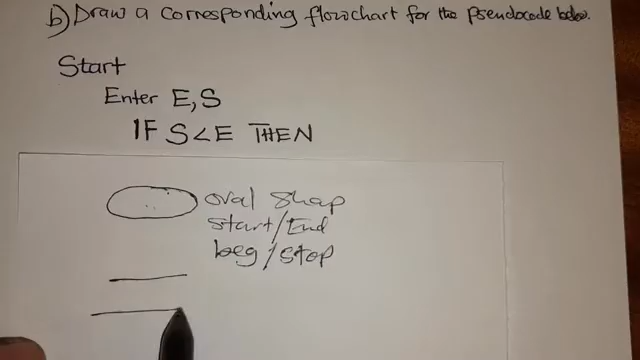 b) Draw a corresponding flowchart for the pseudocode below.
Start
Enter E, S
IF S < E THEN
oval shap
start/End
beg/stop